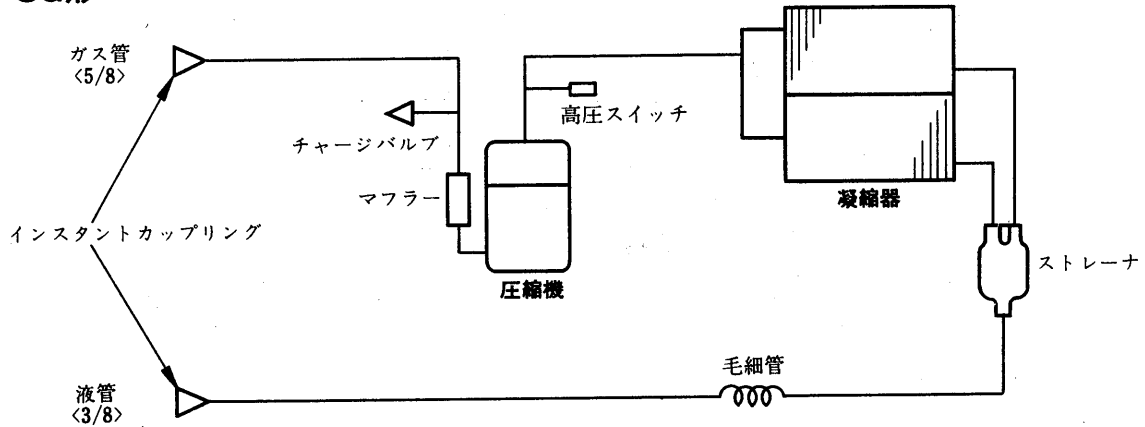 ガス管
<5/8>
高圧スイッチ
チャージバルブ
マフラー
凝縮器
インスタントカップリング
ストレーナ
圧縮機
毛細管
液管
<3/8>